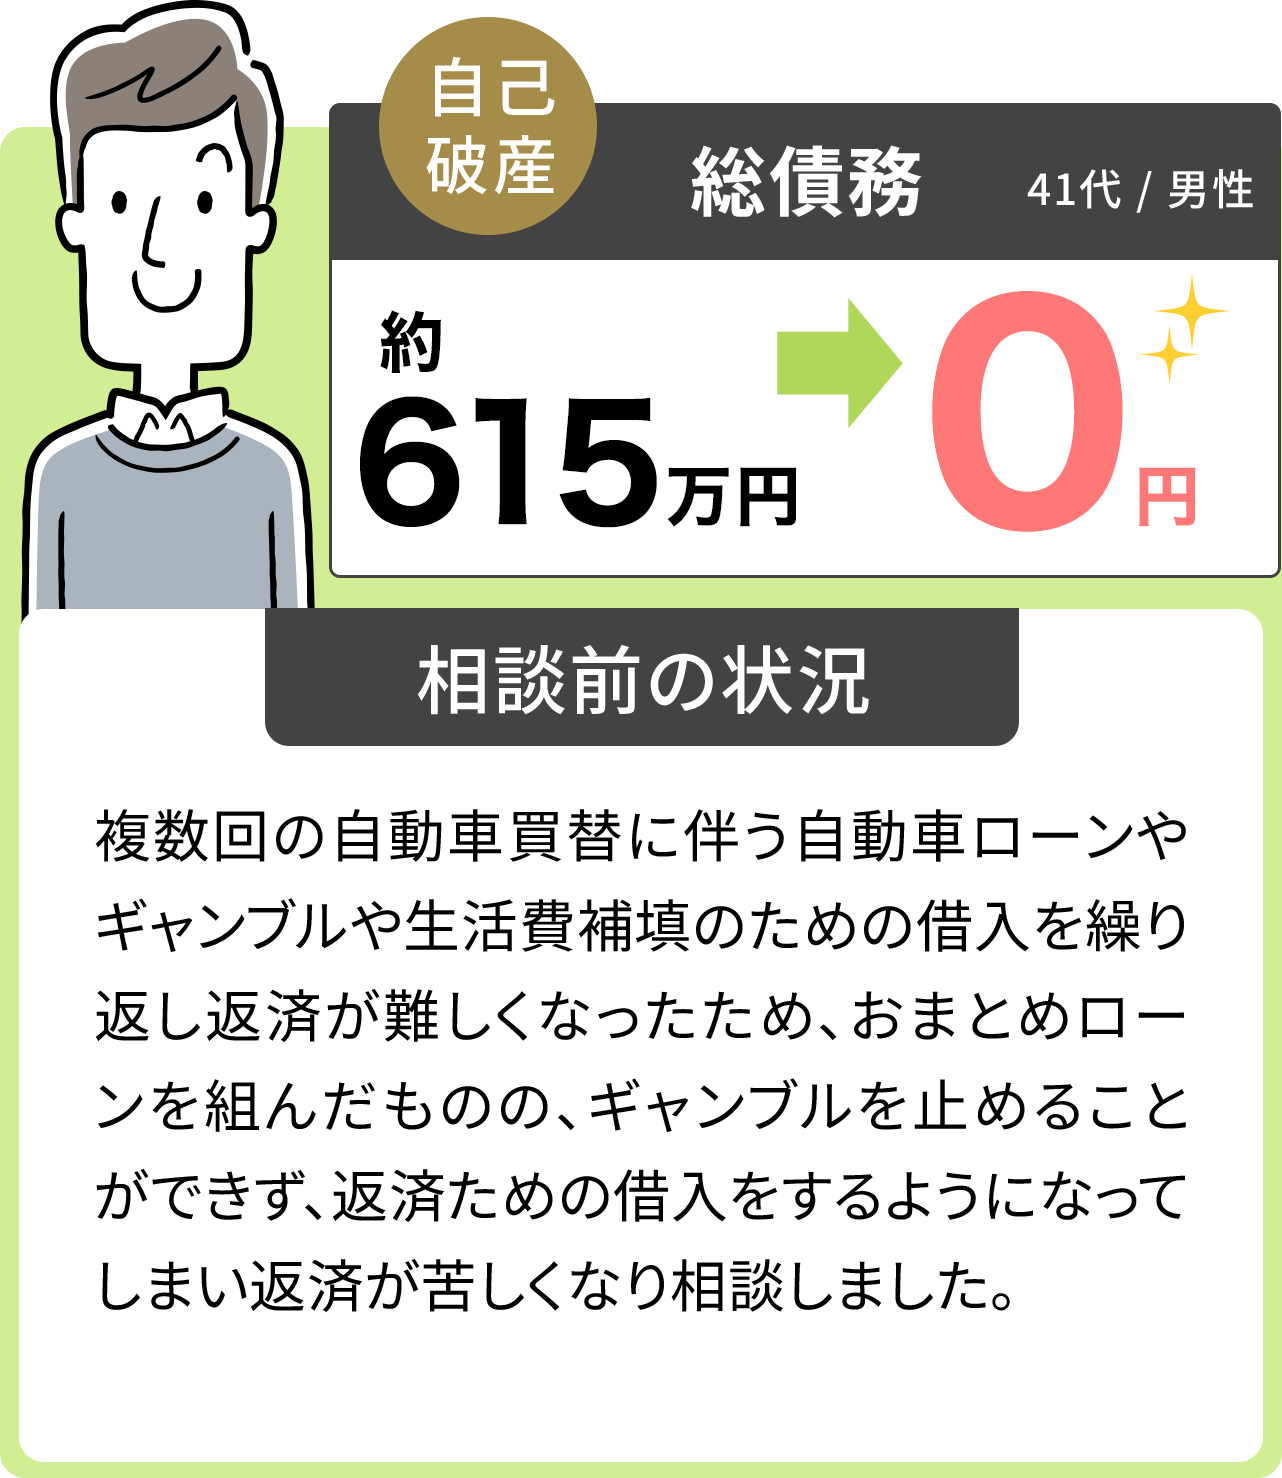 自己
破産
総債務
41代 / 男性
約
615万円
0円
相談前の状況
複数回の自動車買替に伴う自動車ローンや
ギャンブルや生活費補填のための借入を繰り
返し返済が難しくなったため、おまとめロー
ンを組んだものの、ギャンブルを止めること
ができず、返済ための借入をするようになって
しまい返済が苦しくなり相談しました。